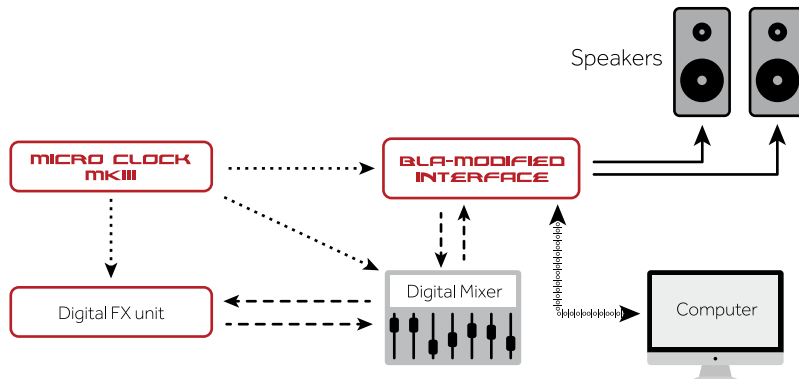 Speakers
MICRO CLOCK
MKIII
BLA-MODIFIED
INTERFACE
Digital Mixer
Digital FX unit
Computer